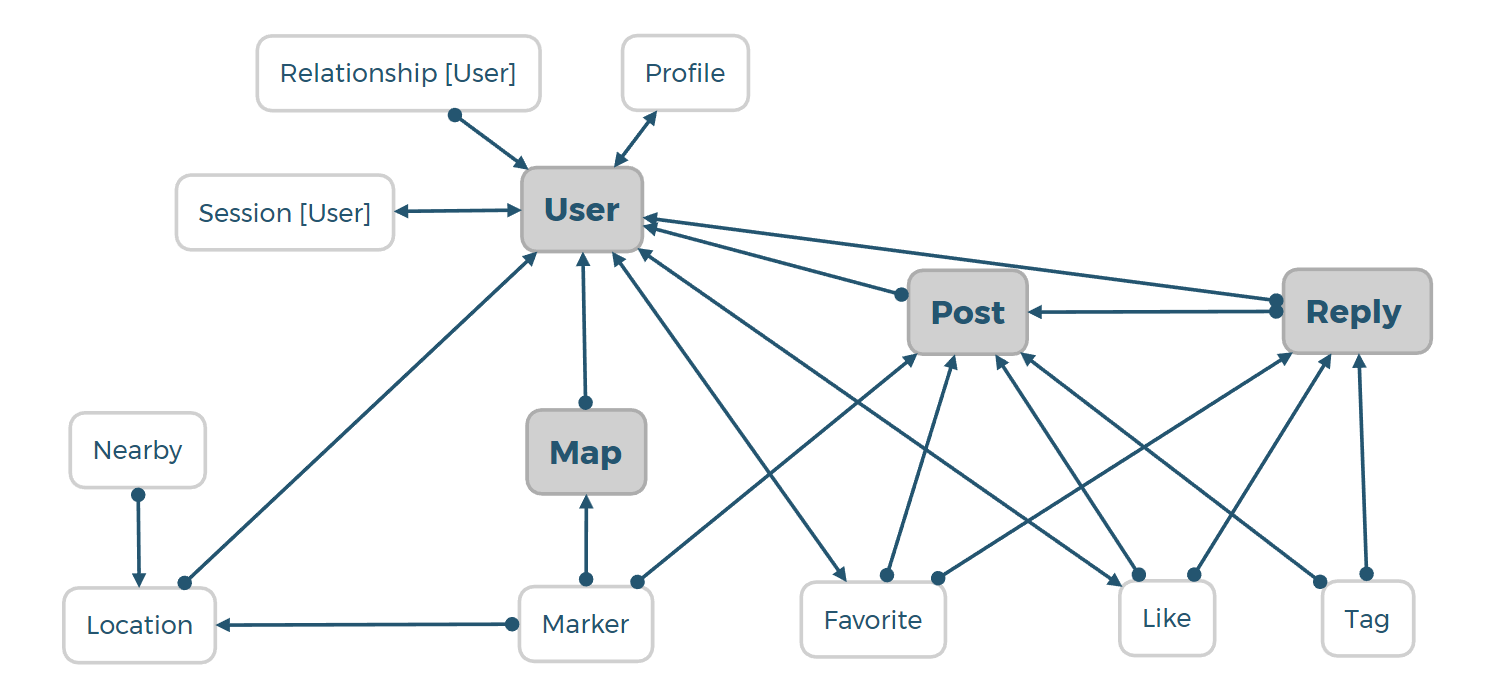 Relationship [User]
Profile
Session [User]
User
Post
Reply
Nearby
Map
Location
Marker
Favorite
Like
Tag